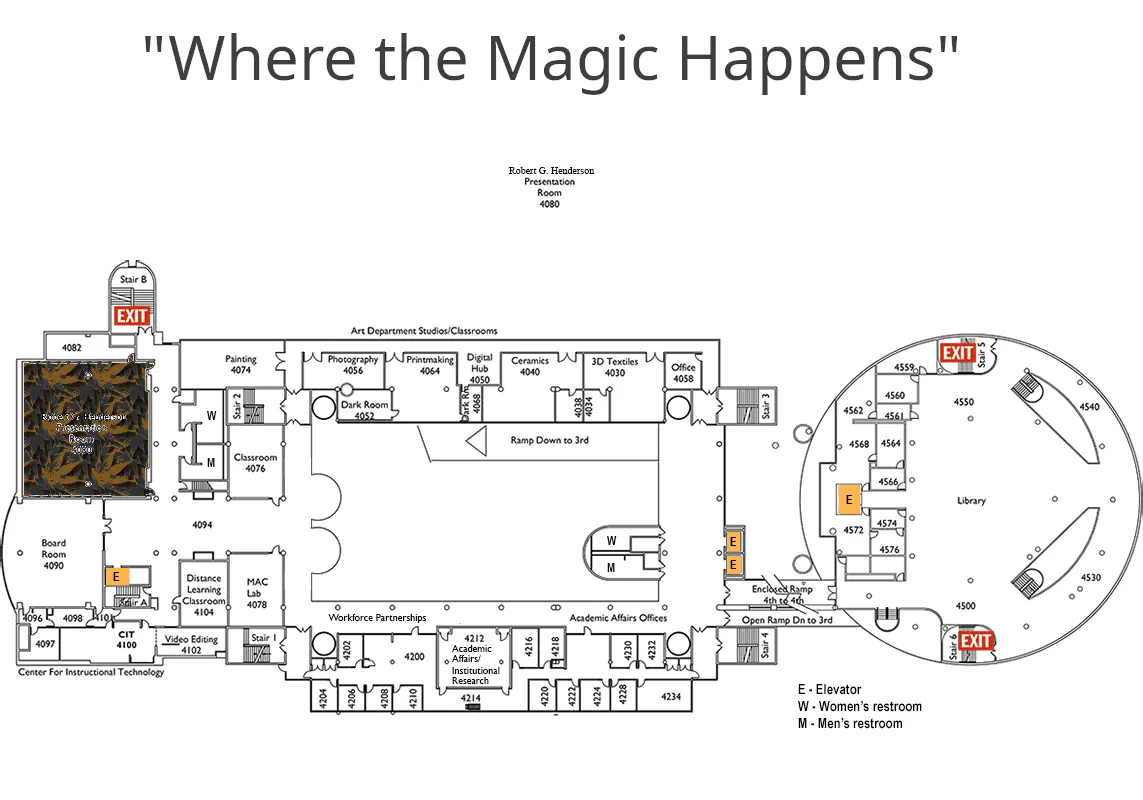 "Where the Magic Happens"
Robert G. Henderson
Presentation
Room
4080
Stair B
EXIT
Art Department Studios/Classrooms
4082
Painting
4074
Photography
4056
Printmaking
4064
Digital
Hub
4050
Ceramics
4040
3D Textiles
4030
Office
4058
Dark Room
4052
Dark Rm
4068
4038
4034
Stair 2
Stair 3
W
M
Classroom
4076
Ramp Down to 3rd
Robert G. Henderson
Presentation
Room
4080
4094
Board
Room
4090
E
Stair A
Distance
Learning
Classroom
4104
MAC
Lab
4078
W
M
E
E
4096
4098
4101
4097
CIT
4100
Video Editing
4102
Stair 1
Center For Instructional Technology
Workforce Partnerships
Academic Affairs Offices
4202
4200
4212
Academic
Affairs/
Institutional
Research
4216
4218
4230
4232
Stair 4
4204
4206
4208
4210
4214
4220
4222
4224
4228
4234
Enclosed Ramp
4th to 4th
Open Ramp Dn to 3rd
EXIT
Stair 5
4559
4560
4561
4562
4550
4540
4568
4564
4566
E
Library
4572
4574
4576
4530
4500
Stair 6
EXIT
E - Elevator
W - Women's restroom
M - Men's restroom